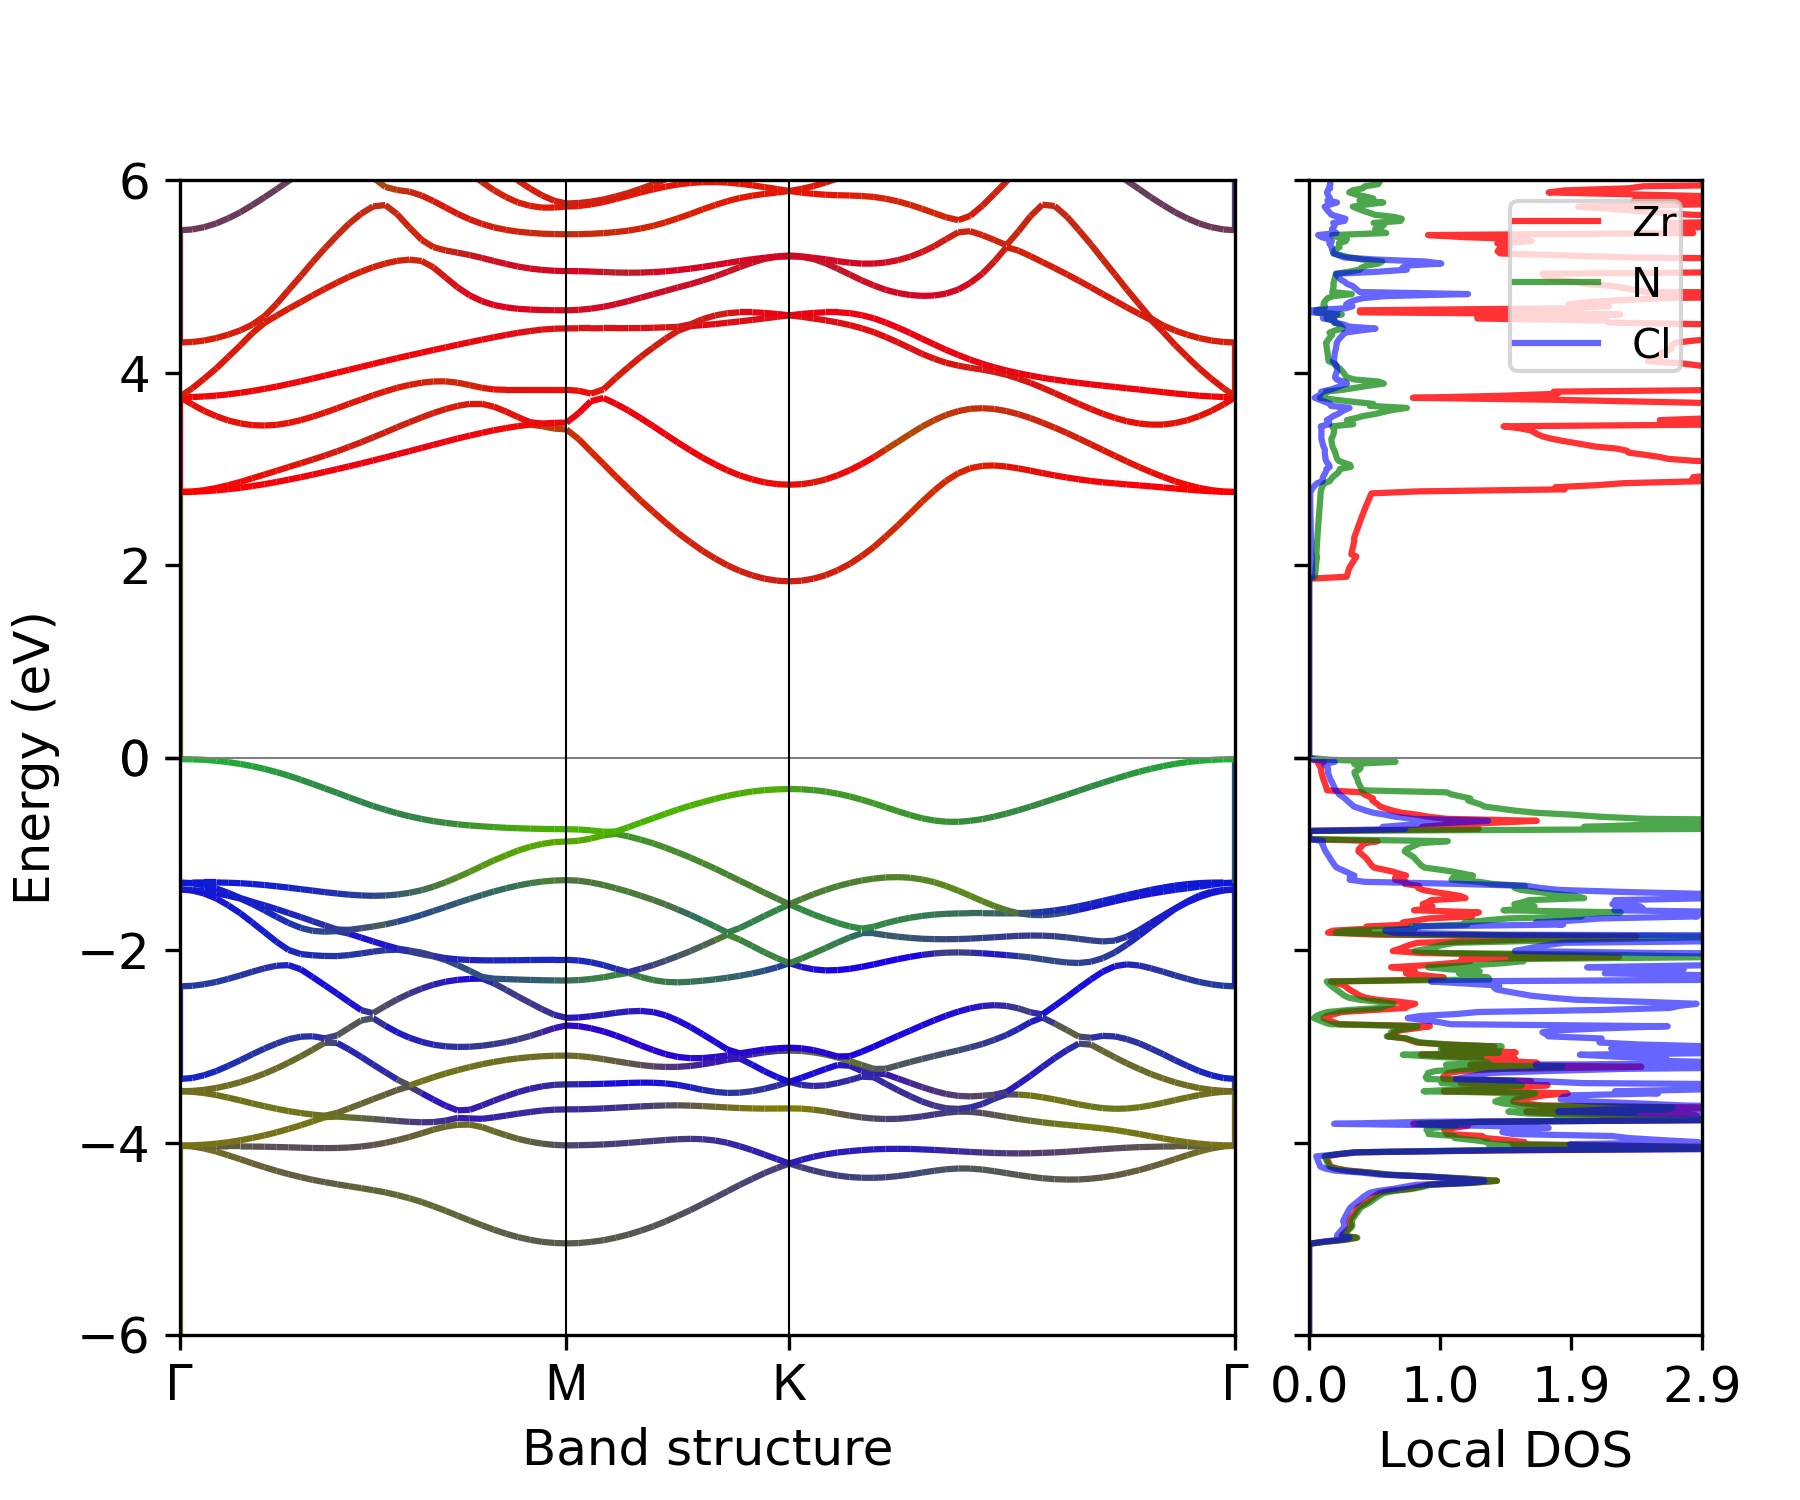 6
4
2
0
−2
−4
−6
Energy (eV)
Γ M K Γ
Band structure
Zr
N
Cl
0.0 1.0 1.9 2.9
Local DOS